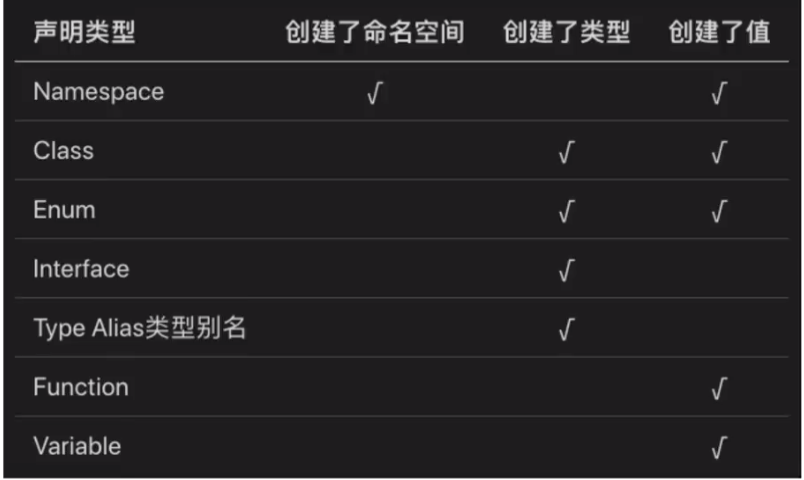 声明类型 创建了命名空间 创建了类型 创建了值
Namespace √ √
Class √ √
Enum √ √
Interface √
Type Alias类型别名 √
Function √
Variable √